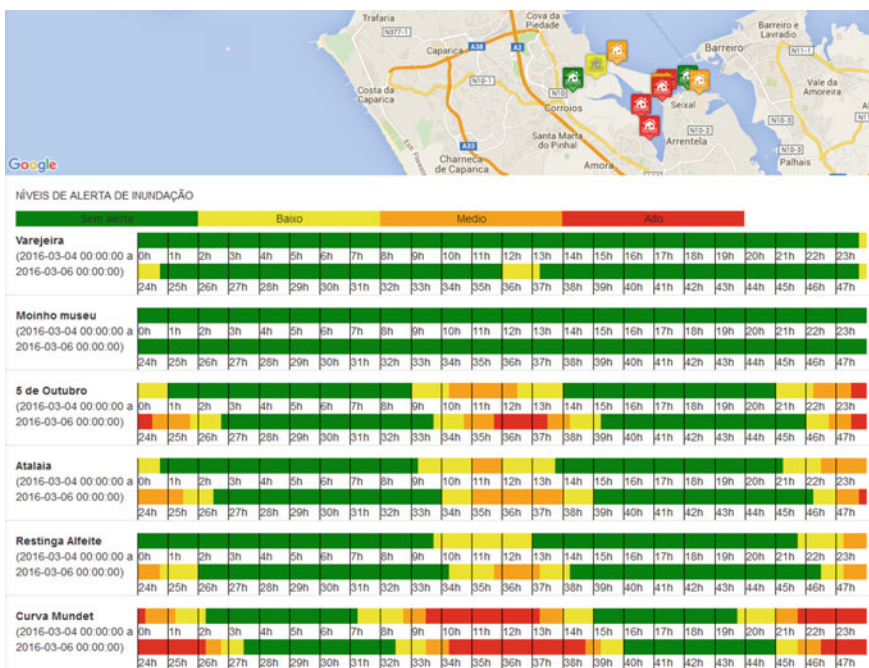 Trafaria
Cova da
Piedade
N377-1
Caparica
A38
A2
Barreiro e
Lavradio
Barreiro
N11-1
N10-1
N10
Costa da
Caparica
Corroios
Seixal
Vale da
Amoreira
N10-2
N10-3
Santa Marta
do Pinhal
Arrentela
A33
Charneca
de Caparica
Amora
Palhais
N10-3
Google
NÍVEIS DE ALERTA DE INUNDAÇÃO
Sem alerta Baixo Medio Alto
Varejeira
(2016-03-04 00:00:00 a 0h 1h 2h 3h 4h 5h 6h 7h 8h 9h 10h 11h 12h 13h 14h 15h 16h 17h 18h 19h 20h 21h 22h 23h
2016-03-06 00:00:00)
24h 25h 26h 27h 28h 29h 30h 31h 32h 33h 34h 35h 36h 37h 38h 39h 40h 41h 42h 43h 44h 45h 46h 47h
Moinho museu
(2016-03-04 00:00:00 a 0h 1h 2h 3h 4h 5h 6h 7h 8h 9h 10h 11h 12h 13h 14h 15h 16h 17h 18h 19h 20h 21h 22h 23h
2016-03-06 00:00:00)
24h 25h 26h 27h 28h 29h 30h 31h 32h 33h 34h 35h 36h 37h 38h 39h 40h 41h 42h 43h 44h 45h 46h 47h
5 de Outubro
(2016-03-04 00:00:00 a 0h 1h 2h 3h 4h 5h 6h 7h 8h 9h 10h 11h 12h 13h 14h 15h 16h 17h 18h 19h 20h 21h 22h 23h
2016-03-06 00:00:00)
24h 25h 26h 27h 28h 29h 30h 31h 32h 33h 34h 35h 36h 37h 38h 39h 40h 41h 42h 43h 44h 45h 46h 47h
Atalaia
(2016-03-04 00:00:00 a 0h 1h 2h 3h 4h 5h 6h 7h 8h 9h 10h 11h 12h 13h 14h 15h 16h 17h 18h 19h 20h 21h 22h 23h
2016-03-06 00:00:00)
24h 25h 26h 27h 28h 29h 30h 31h 32h 33h 34h 35h 36h 37h 38h 39h 40h 41h 42h 43h 44h 45h 46h 47h
Restinga Alfeite
(2016-03-04 00:00:00 a 0h 1h 2h 3h 4h 5h 6h 7h 8h 9h 10h 11h 12h 13h 14h 15h 16h 17h 18h 19h 20h 21h 22h 23h
2016-03-06 00:00:00)
24h 25h 26h 27h 28h 29h 30h 31h 32h 33h 34h 35h 36h 37h 38h 39h 40h 41h 42h 43h 44h 45h 46h 47h
Curva Mundet
(2016-03-04 00:00:00 a 0h 1h 2h 3h 4h 5h 6h 7h 8h 9h 10h 11h 12h 13h 14h 15h 16h 17h 18h 19h 20h 21h 22h 23h
2016-03-06 00:00:00)
24h 25h 26h 27h 28h 29h 30h 31h 32h 33h 34h 35h 36h 37h 38h 39h 40h 41h 42h 43h 44h 45h 46h 47h